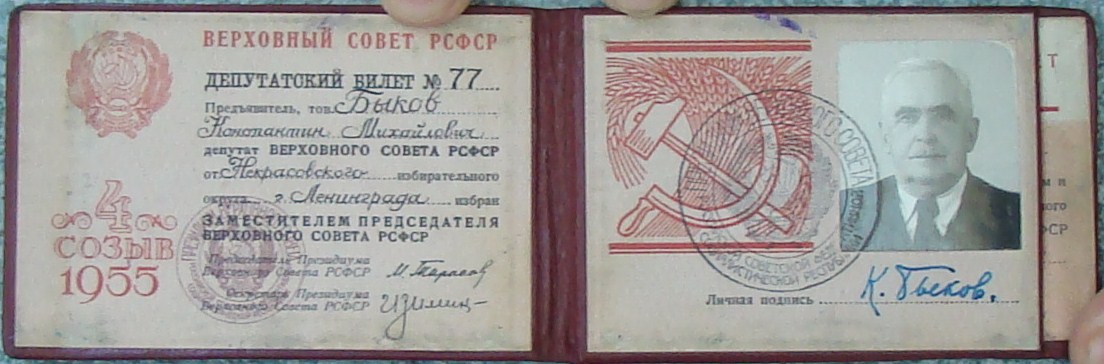 ВЕРХОВНЫЙ СОВЕТ РСФСР
ДЕПУТАТСКИЙ БИЛЕТ № 77
Предъявитель, тов. Быков
Константин Михайлович
депутат ВЕРХОВНОГО СОВЕТА РСФСР
от Некрасовского избирательного
округа г. Ленинграда избран
ЗАМЕСТИТЕЛЕМ ПРЕДСЕДАТЕЛЯ
ВЕРХОВНОГО СОВЕТА РСФСР
Председатель Президиума
Верховного Совета РСФСР М. Тарасов
Секретарь Президиума
Верховного Совета РСФСР
4
СОЗЫВ
1955
Личная подпись К. Быков.